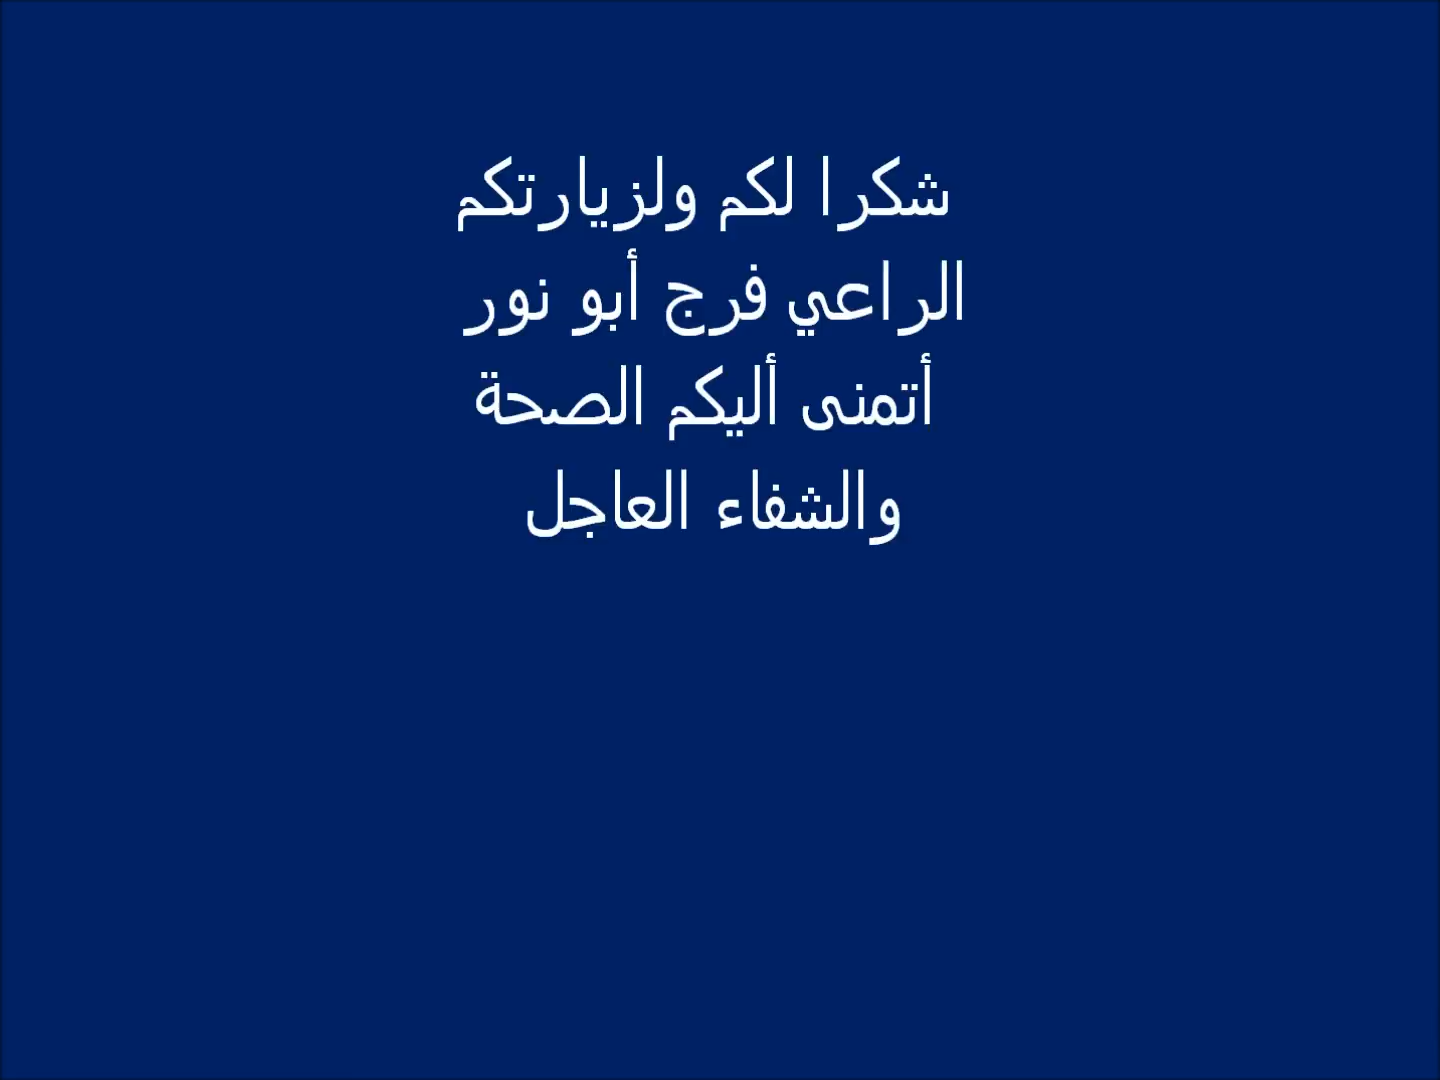 شكرا لكم ولزيارتكم
الراعي فرج أبو نور
أتمنى أليكم الصحة
والشفاء العاجل